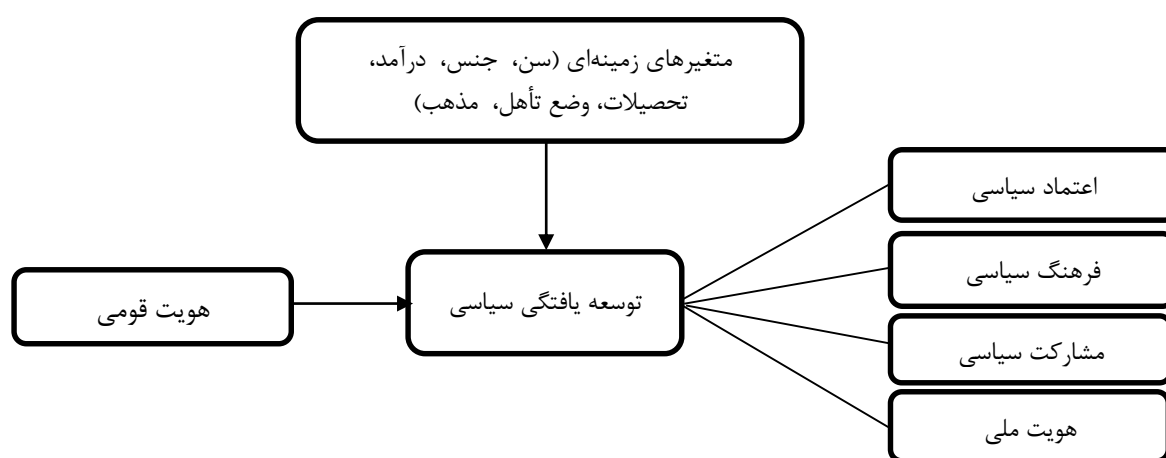 متغیرهای زمینه‌ای (سن، جنس، درآمد،
تحصیلات، وضع تأهل، مذهب)
اعتماد سیاسی
فرهنگ سیاسی
توسعه یافتگی سیاسی
هویت قومی
مشارکت سیاسی
هویت ملی